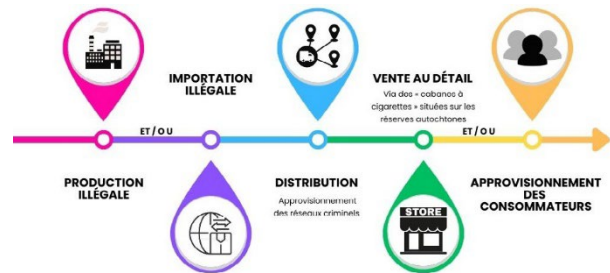 IMPORTATION
ILLÉGALE
VENTE AU DÉTAIL
Via des « cabanes à
cigarettes » situées sur les
réserves autochtones
ET / OU
ET / OU
PRODUCTION
ILLÉGALE
DISTRIBUTION
Approvisionnement
des réseaux criminels
STORE
APPROVISIONNEMENT
DES
CONSOMMATEURS